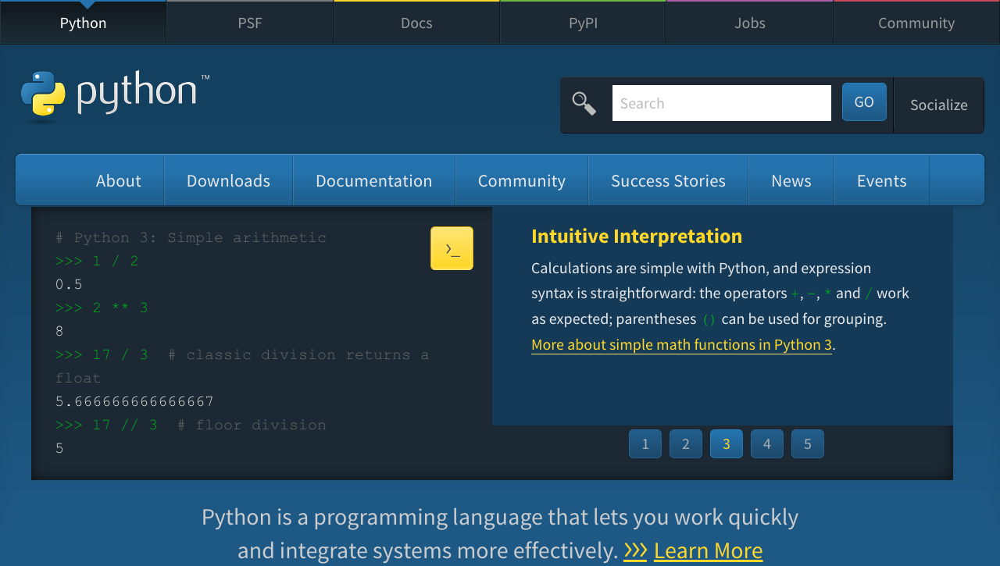 Python
PSF
Docs
PyPI
Jobs
Community
python™
Search
GO
Socialize
About
Downloads
Documentation
Community
Success Stories
News
Events
# Python 3: Simple arithmetic
>>> 1 / 2
0.5
>>> 2 ** 3
8
>>> 17 / 3  # classic division returns a
float
5.666666666666667
>>> 17 // 3  # floor division
5
>_
Intuitive Interpretation
Calculations are simple with Python, and expression
syntax is straightforward: the operators +, -, * and / work
as expected; parentheses () can be used for grouping.
More about simple math functions in Python 3.
1
2
3
4
5
Python is a programming language that lets you work quickly
and integrate systems more effectively. >>> Learn More